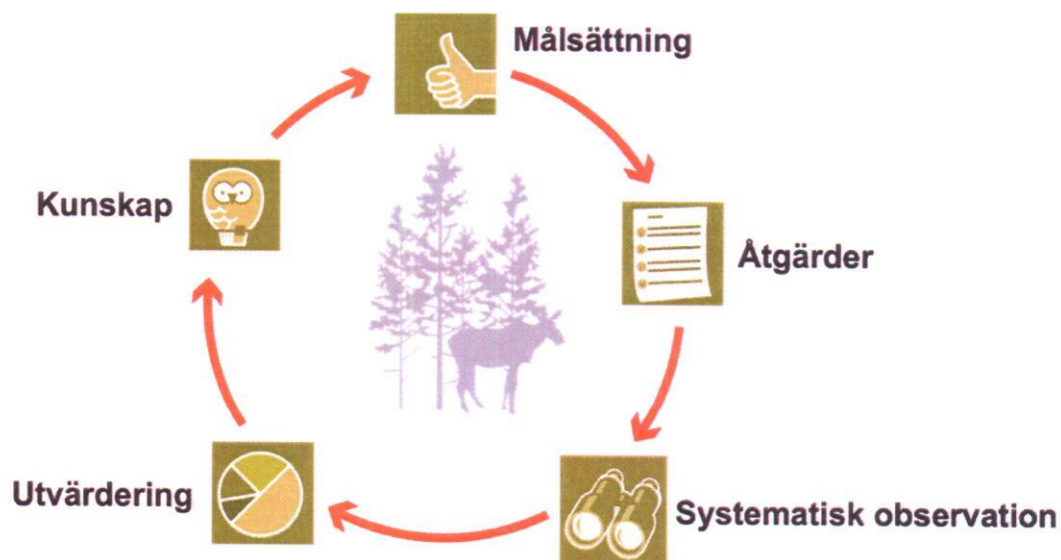 Målsättning
Åtgärder
Systematisk observation
Utvärdering
Kunskap